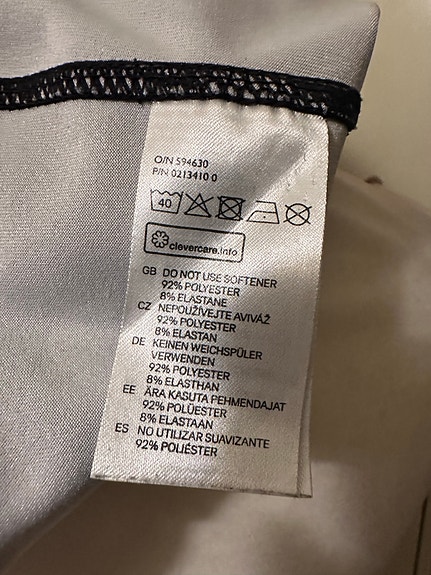 O/N 594630
P/N 0213410 0
40
clevercare.info
GB DO NOT USE SOFTENER
92% POLYESTER
8% ELASTANE
CZ NEPOUŽÍVEJTE AVIVÁŽ
92% POLYESTER
8% ELASTAN
DE KEINEN WEICHSPÜLER
VERWENDEN
92% POLYESTER
8% ELASTHAN
EE ÄRA KASUTA PEHMENDAJAT
92% POLÜESTER
8% ELASTAAN
ES NO UTILIZAR SUAVIZANTE
92% POLIÉSTER